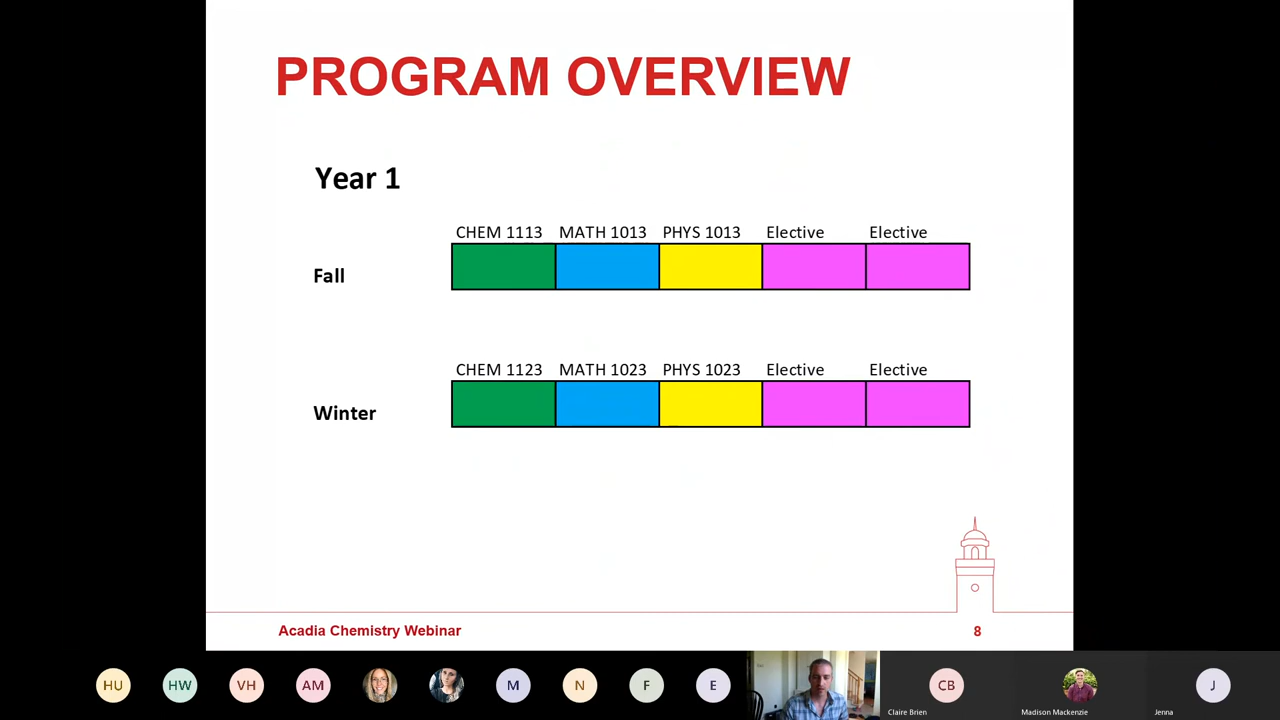 PROGRAM OVERVIEW
Year 1
CHEM 1113 MATH 1013 PHYS 1013 Elective Elective
Fall
CHEM 1123 MATH 1023 PHYS 1023 Elective Elective
Winter
Acadia Chemistry Webinar 8
HU HW VH AM M N F E CB J
Claire Brien Madison Mackenzie Jenna